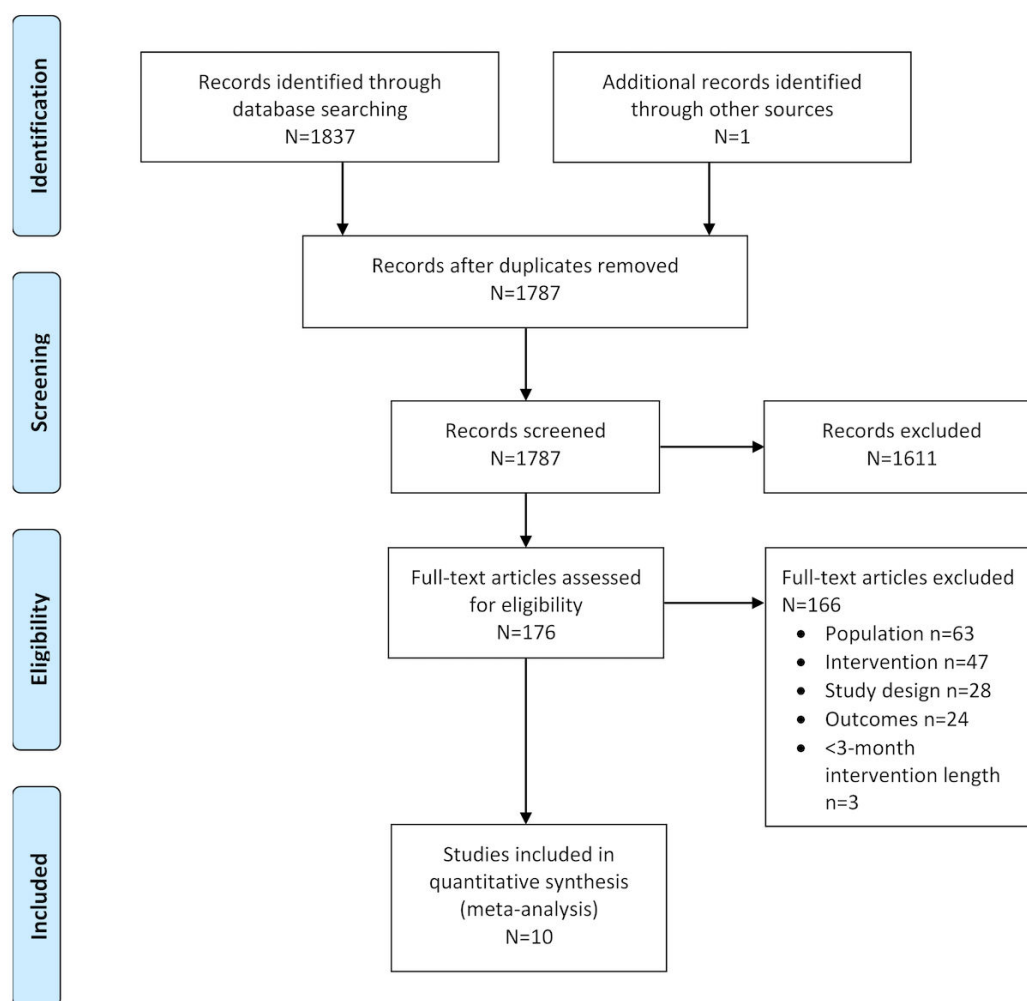 Identification
Records identified through
database searching
N=1837
Additional records identified
through other sources
N=1
Records after duplicates removed
N=1787
Screening
Records screened
N=1787
Records excluded
N=1611
Eligibility
Full-text articles assessed
for eligibility
N=176
Full-text articles excluded
N=166
• Population n=63
• Intervention n=47
• Study design n=28
• Outcomes n=24
• <3-month
intervention length
n=3
Included
Studies included in
quantitative synthesis
(meta-analysis)
N=10